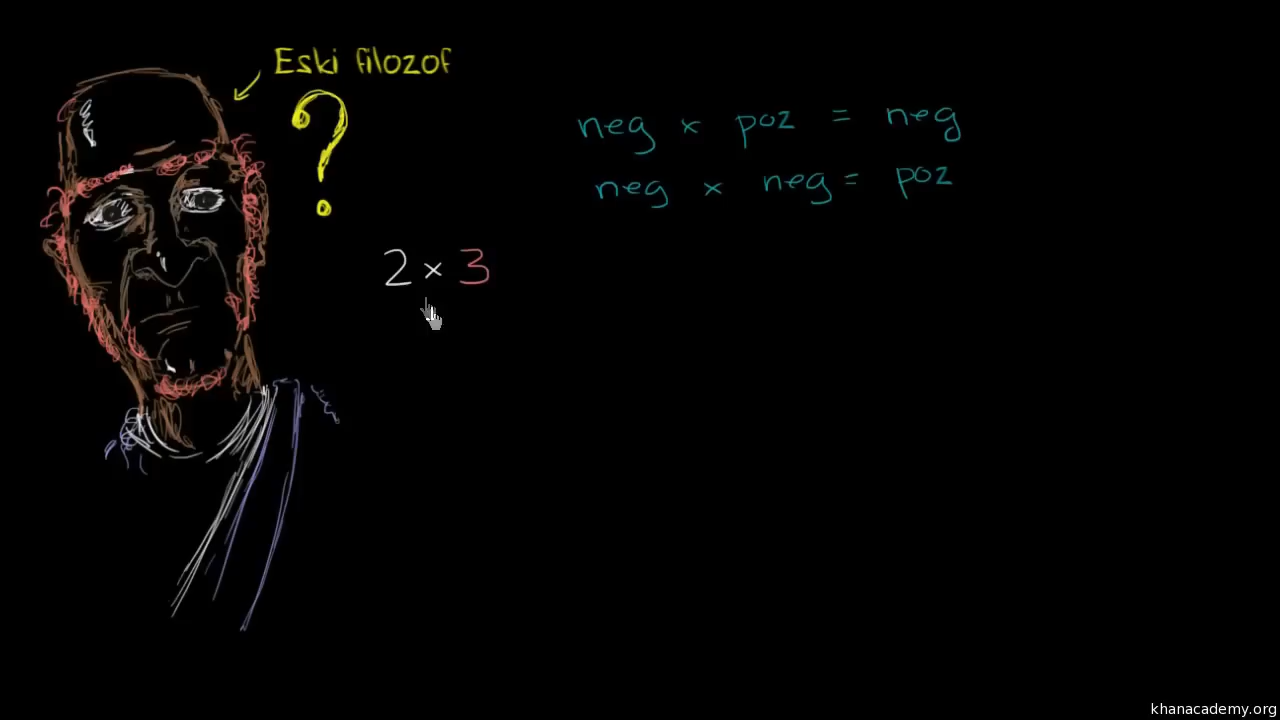 Eski filozof
?
neg x poz = neg
neg x neg = poz
2 x 3
khanacademy.org